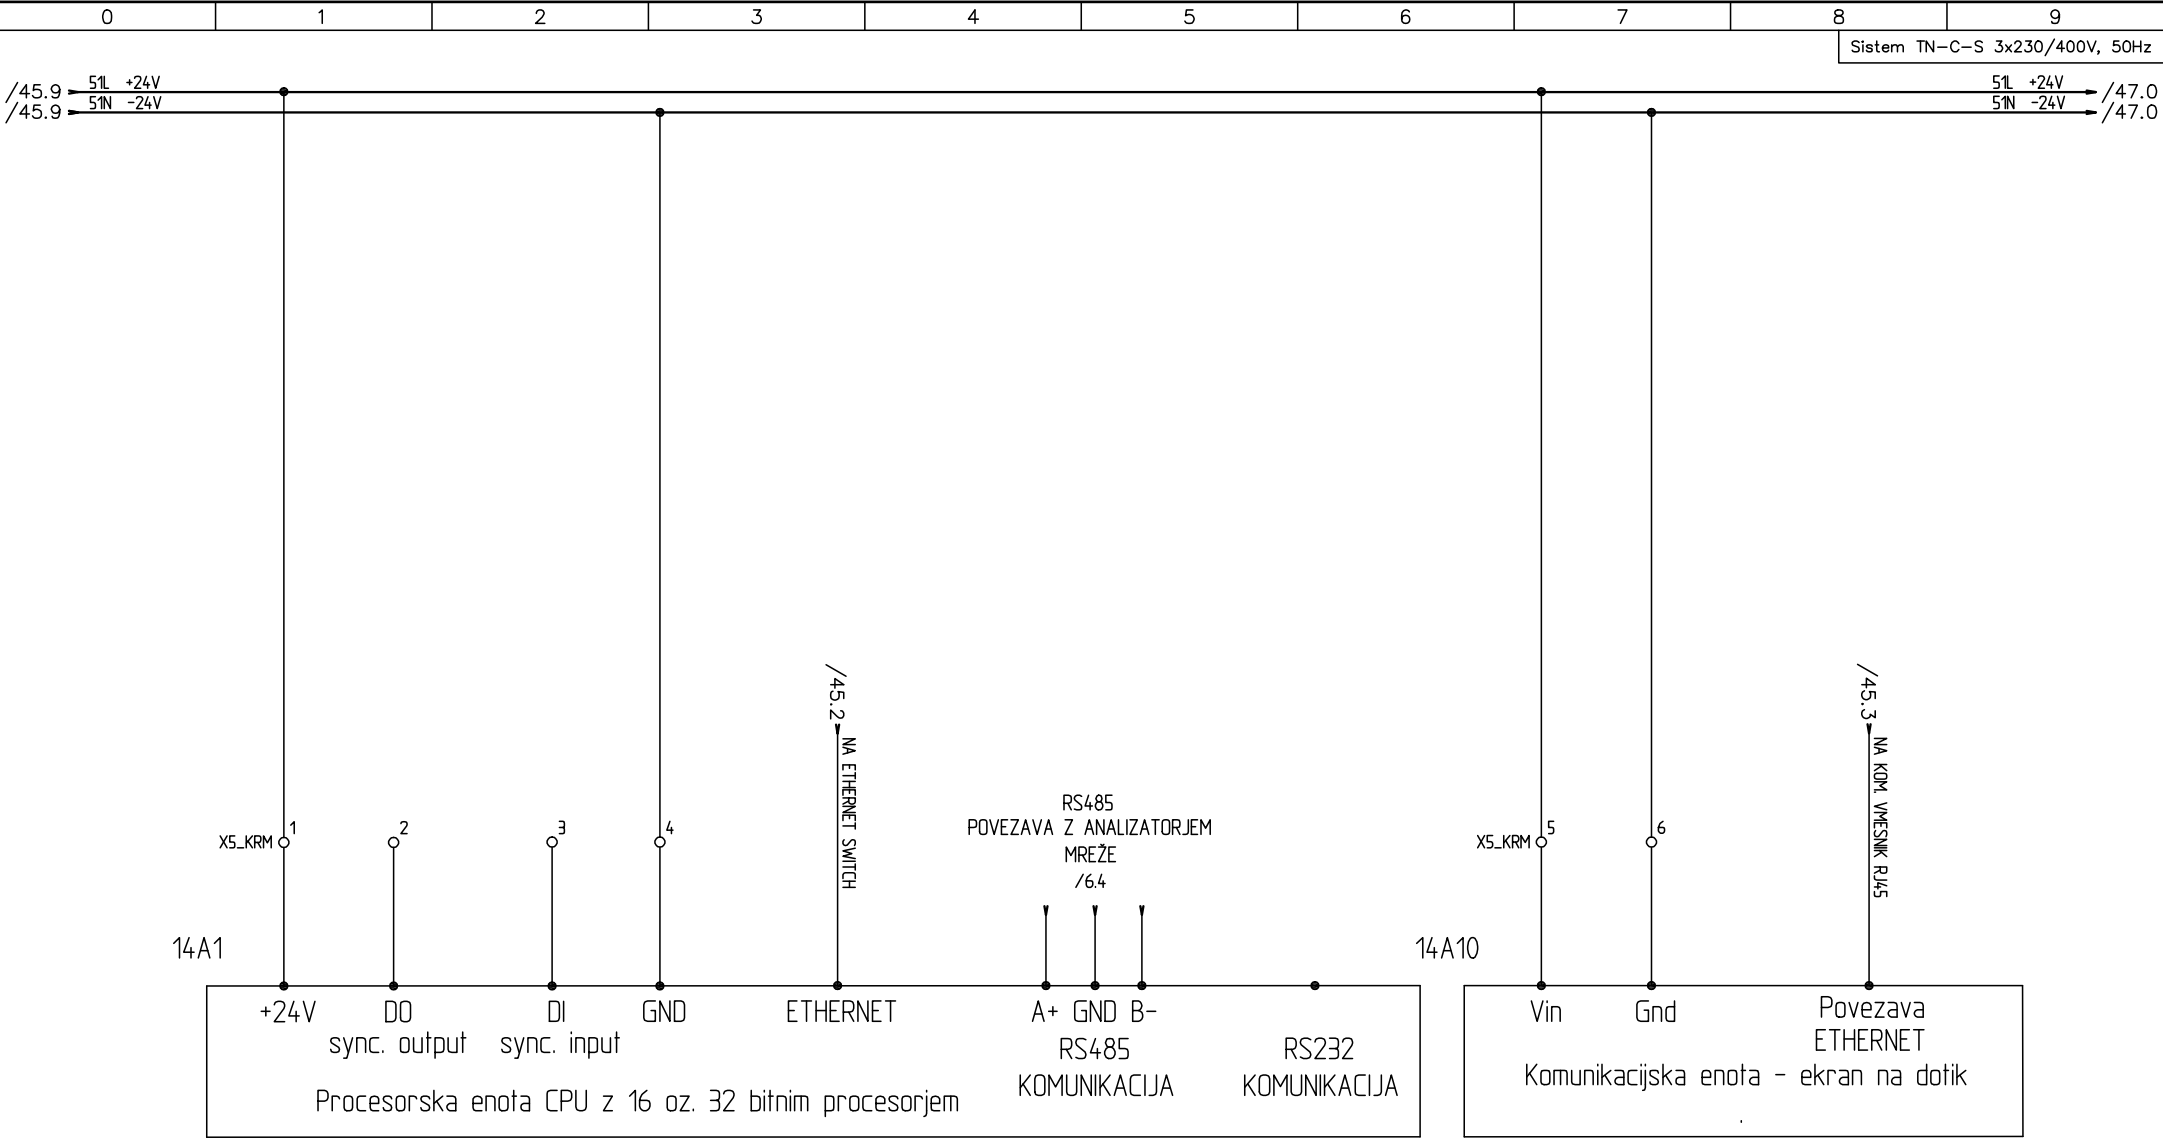 0 1 2 3 4 5 6 7 8 9
Sistem TN-C-S 3x230/400V, 50Hz
/45.9 51L +24V 51L +24V /47.0
/45.9 51N -24V 51N -24V /47.0
/45.2
NA ETHERNET SWITCH
/45.3
NA KOM. VMESNIK RJ45
RS485
POVEZAVA Z ANALIZATORJEM
MREŽE
/6.4
X5_KRM 1 2 3 4
X5_KRM 5 6
14A1
14A10
+24V DO DI GND ETHERNET A+ GND B-
sync. output sync. input
RS485 RS232
KOMUNIKACIJA KOMUNIKACIJA
Procesorska enota CPU z 16 oz. 32 bitnim procesorjem
Vin Gnd Povezava
ETHERNET
Komunikacijska enota - ekran na dotik